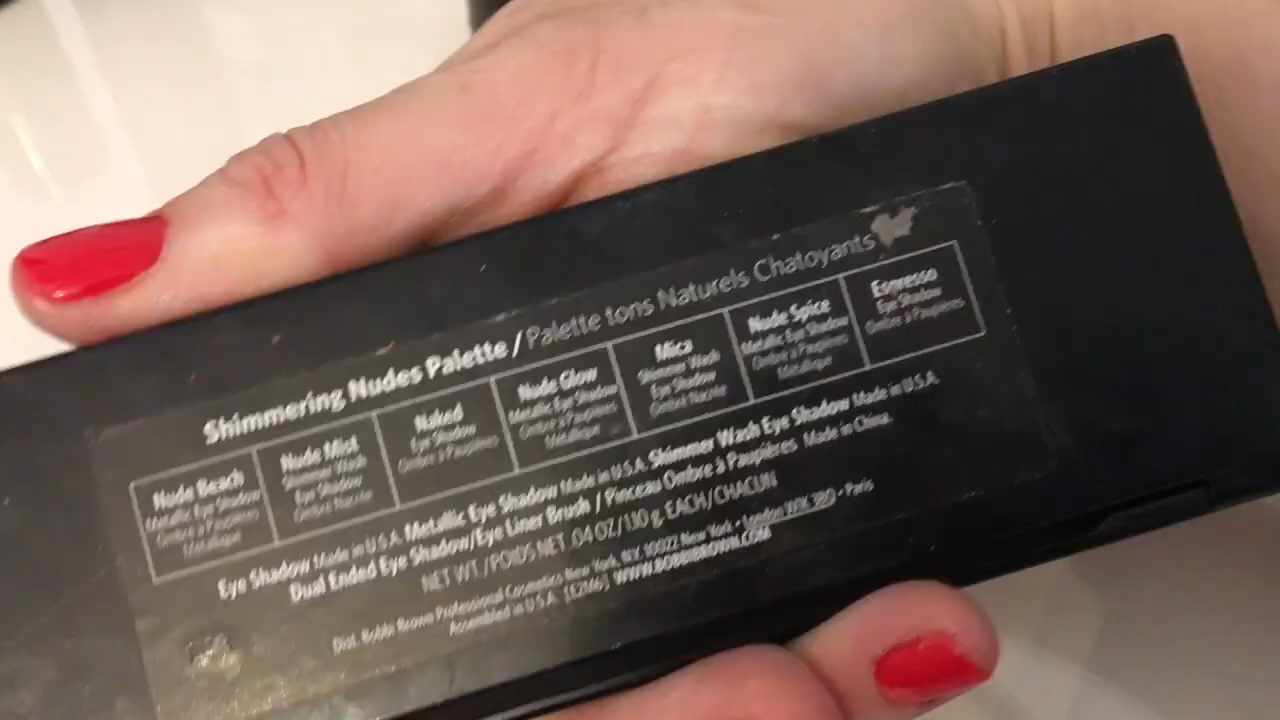 Shimmering Nudes Palette / Palette tons Naturels Chatoyants
Nude Beach
Metallic Eye Shadow
Ombre à Paupières
Métallique
Nude Mist
Shimmer Wash
Eye Shadow
Ombre Nacrée
Naked
Eye Shadow
Ombre à Paupières
Nude Glow
Metallic Eye Shadow
Ombre à Paupières
Métallique
Mica
Shimmer Wash
Eye Shadow
Ombre Nacrée
Nude Spice
Metallic Eye Shadow
Ombre à Paupières
Métallique
Espresso
Eye Shadow
Ombre à Paupières
Eye Shadow Made in U.S.A. Metallic Eye Shadow Made in U.S.A. Shimmer Wash Eye Shadow Made in U.S.A.
Dual Ended Eye Shadow/Eye Liner Brush / Pinceau Ombre à Paupières Made in China.
NET WT./POIDS NET .04 OZ/1.10 g. EACH/CHACUN
Dist. Bobbi Brown Professional Cosmetics New York, N.Y. 10022 New York • London W1K 3BD • Paris
Assembled in U.S.A. WWW.BOBBIBROWN.COM